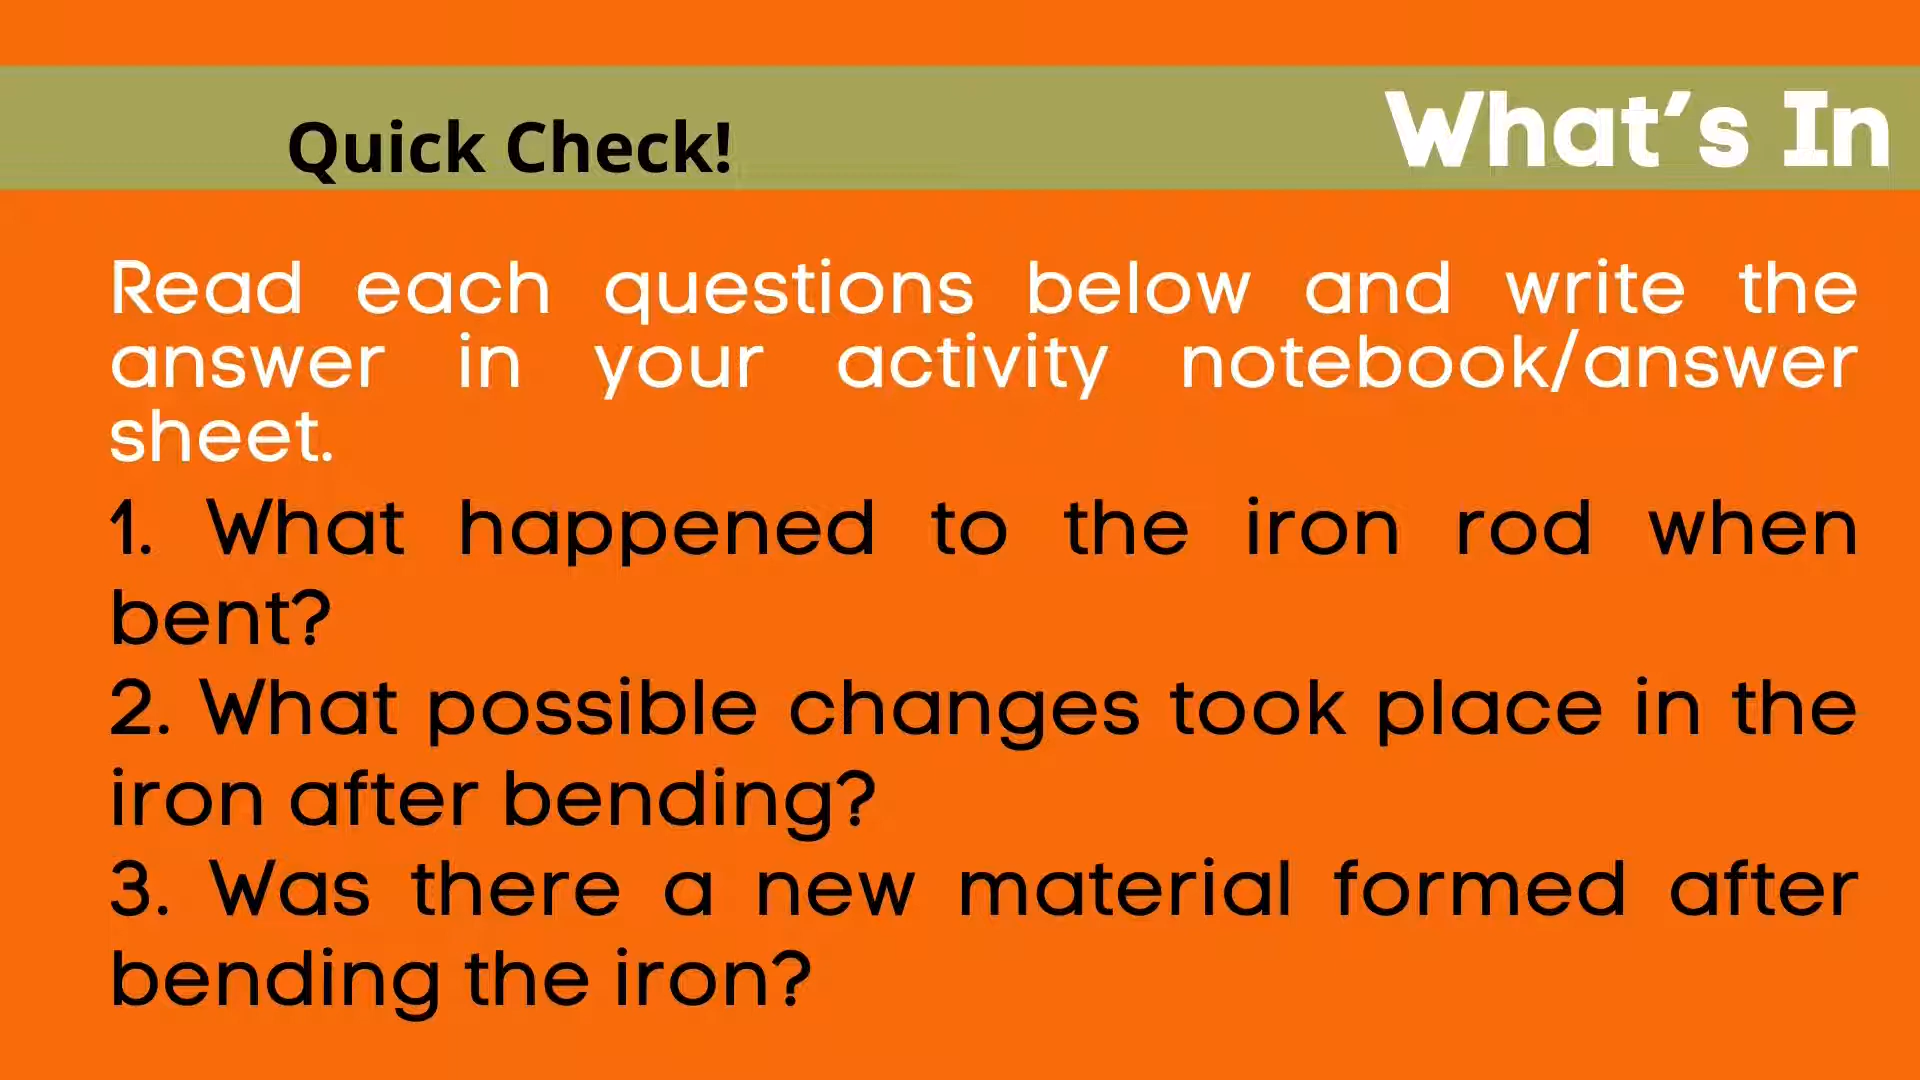 Quick Check!
What's In
Read each questions below and write the
answer in your activity notebook/answer
sheet.
1. What happened to the iron rod when
bent?
2. What possible changes took place in the
iron after bending?
3. Was there a new material formed after
bending the iron?